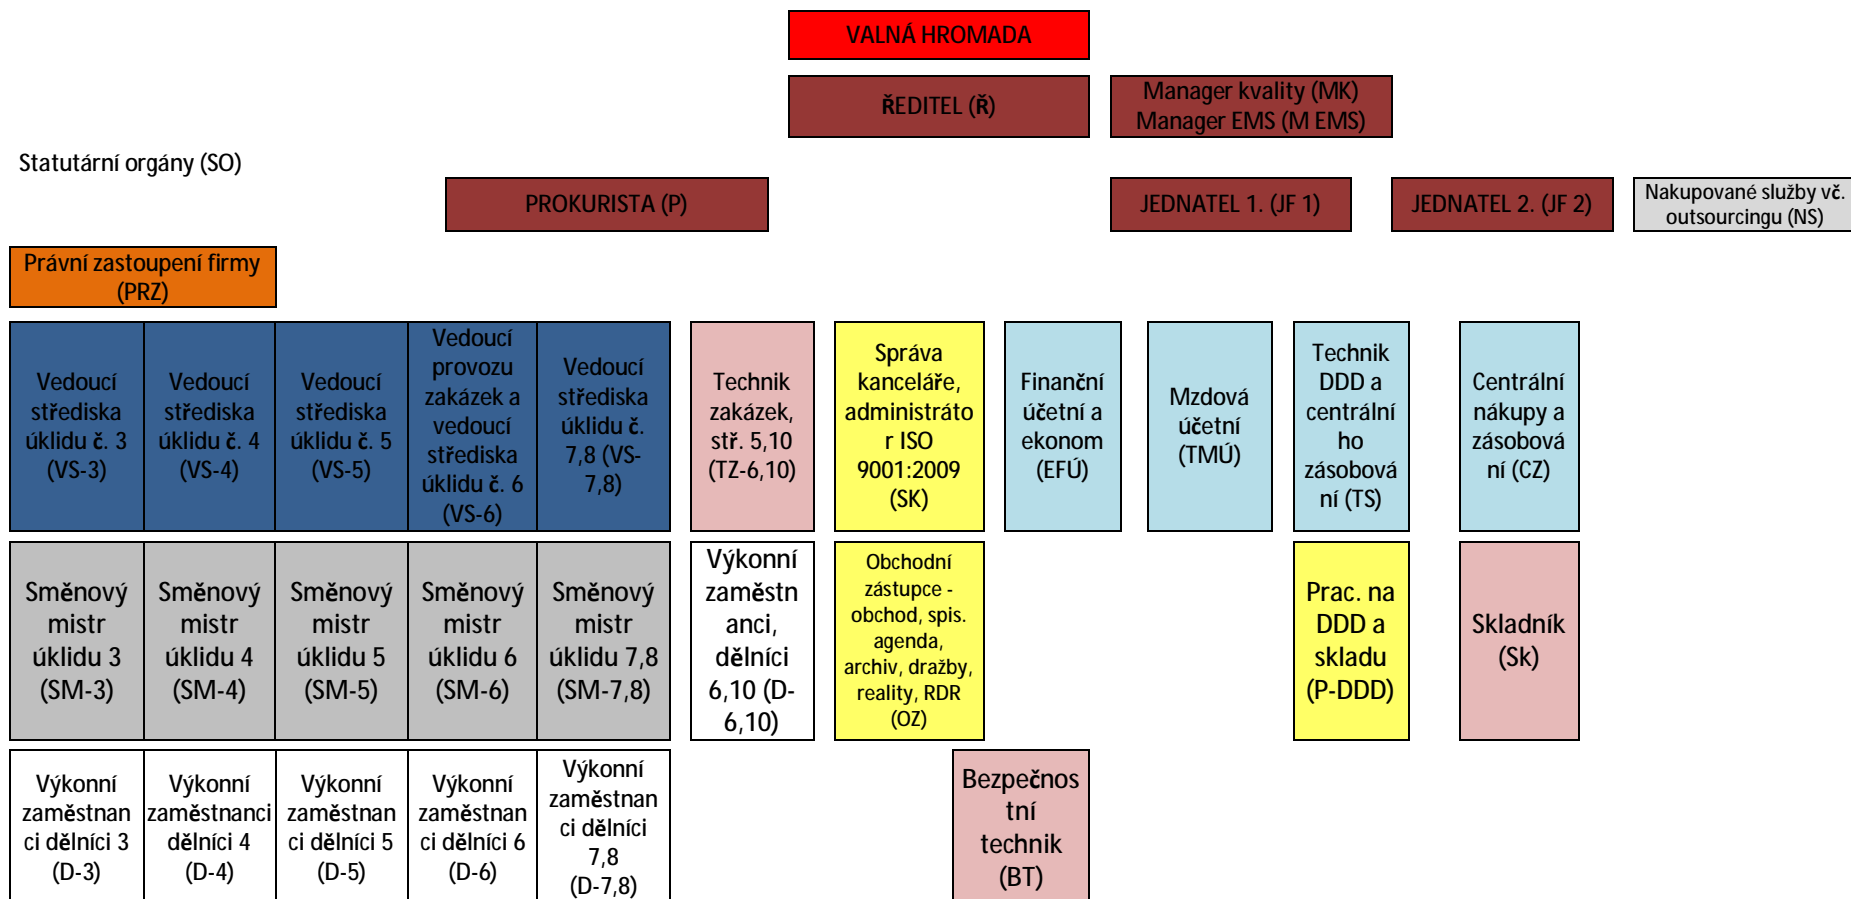 VALNÁ HROMADA
ŘEDITEL (Ř)
Manager kvality (MK)
Manager EMS (M EMS)
Statutární orgány (SO)
PROKURISTA (P)
JEDNATEL 1. (JF 1)
JEDNATEL 2. (JF 2)
Nakupované služby vč.
outsourcingu (NS)
Právní zastoupení firmy
(PRZ)
Vedoucí
střediska
úklidu č. 3
(VS-3)
Vedoucí
střediska
úklidu č. 4
(VS-4)
Vedoucí
střediska
úklidu č. 5
(VS-5)
Vedoucí
provozu
zakázek a
vedoucí
střediska
úklidu č. 6
(VS-6)
Vedoucí
střediska
úklidu č.
7,8 (VS-
7,8)
Technik
zakázek,
stř. 5,10
(TZ-6,10)
Správa
kanceláře,
administráto
r ISO
9001:2009
(SK)
Finanční
účetní a
ekonom
(EFÚ)
Mzdová
účetní
(TMÚ)
Technik
DDD a
centrální
ho
zásobová
ní (TS)
Centrální
nákupy a
zásobová
ní (CZ)
Směnový
mistr
úklidu 3
(SM-3)
Směnový
mistr
úklidu 4
(SM-4)
Směnový
mistr
úklidu 5
(SM-5)
Směnový
mistr
úklidu 6
(SM-6)
Směnový
mistr
úklidu 7,8
(SM-7,8)
Výkonní
zaměstn
anci,
dělníci
6,10 (D-
6,10)
Obchodní
zástupce -
obchod, spis.
agenda,
archiv, dražby,
reality, RDR
(OZ)
Prac. na
DDD a
skladu
(P-DDD)
Skladník
(Sk)
Výkonní
zaměstnan
ci dělníci 3
(D-3)
Výkonní
zaměstnanci
dělníci 4
(D-4)
Výkonní
zaměstnan
ci dělníci 5
(D-5)
Výkonní
zaměstnan
ci dělníci 6
(D-6)
Výkonní
zaměstnan
ci dělníci
7,8
(D-7,8)
Bezpečnos
tní
technik
(BT)